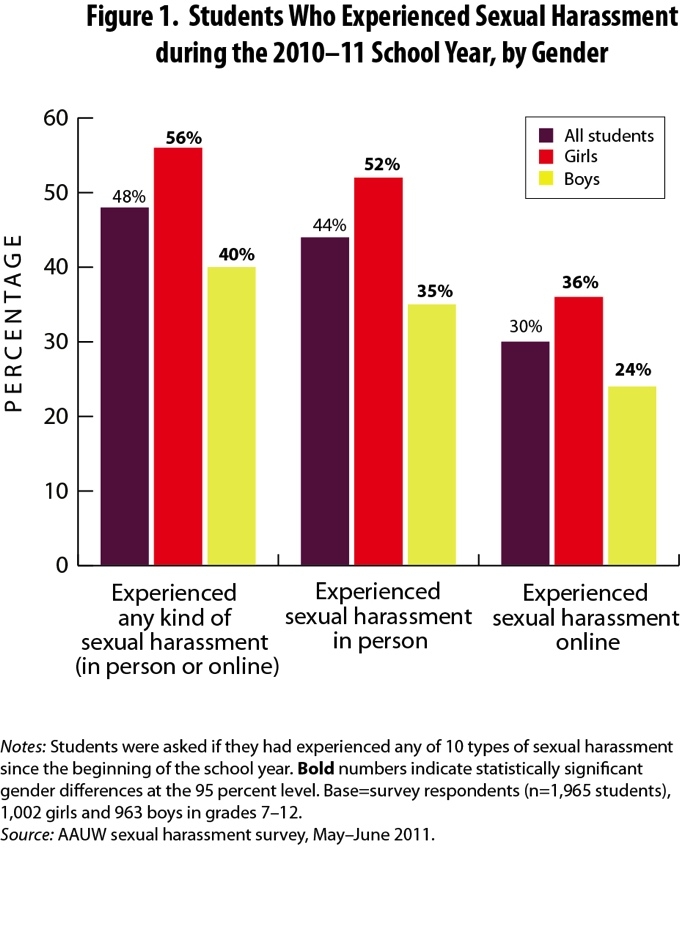 Figure 1. Students Who Experienced Sexual Harassment
during the 2010–11 School Year, by Gender
PERCENTAGE
60
50
40
30
20
10
0
All students
Girls
Boys
48%
56%
40%
44%
52%
35%
30%
36%
24%
Experienced
any kind of
sexual harassment
(in person or online)
Experienced
sexual harassment
in person
Experienced
sexual harassment
online
Notes: Students were asked if they had experienced any of 10 types of sexual harassment
since the beginning of the school year. Bold numbers indicate statistically significant
gender differences at the 95 percent level. Base=survey respondents (n=1,965 students),
1,002 girls and 963 boys in grades 7–12.
Source: AAUW sexual harassment survey, May–June 2011.